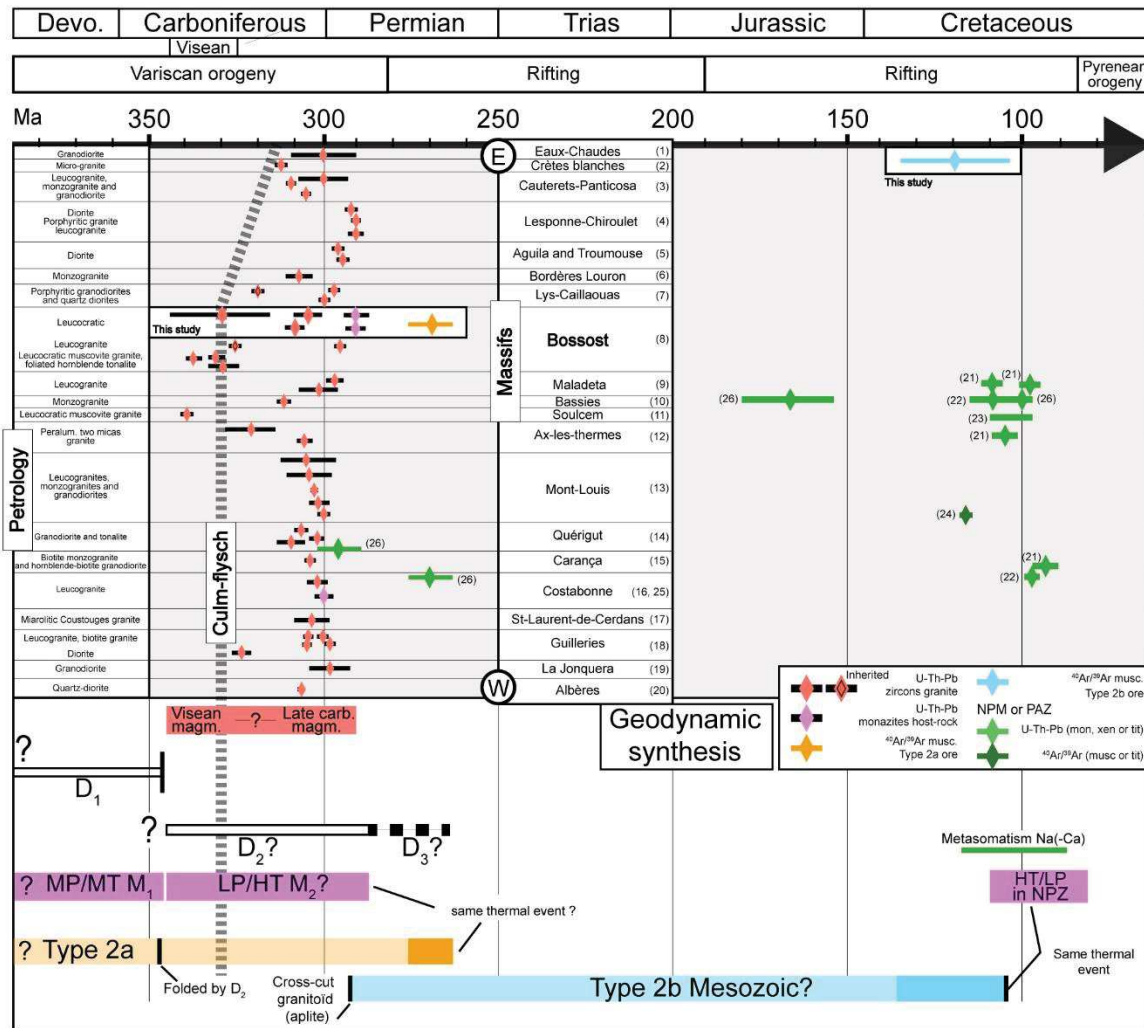 Devo.
Carboniferous
Permian
Trias
Jurassic
Cretaceous
Visean
Variscan orogeny
Rifting
Rifting
Pyrenean
orogeny
Ma
350
300
250
200
150
100
E
Granodiorite
Eaux-Chaudes
(1)
Micro-granite
Crètes blanches
(2)
Leucogranite,
monzogranite and
granodiorite
Cauterets-Panticosa
(3)
This study
Diorite
Porphyritic granite
leucogranite
Lesponne-Chiroulet
(4)
Diorite
Aguila and Troumouse
(5)
Monzogranite
Bordères Louron
(6)
Porphyritic granodiorites
and quartz diorites
Lys-Caillaouas
(7)
Leucocratic
This study
Massifs
Bossost
(8)
Leucogranite
Leucocratic muscovite granite,
foliated hornblende tonalite
Leucogranite
Maladeta
(9)
(21)
(21)
Monzogranite
Bassies
(10)
(26)
(22)
(26)
Leucocratic muscovite granite
Soulcem
(11)
(23)
Peralum. two micas
granite
Ax-les-thermes
(12)
(21)
Petrology
Leucogranites,
monzogranites and
granodiorites
Mont-Louis
(13)
(24)
Granodiorite and tonalite
Quérigut
(14)
(26)
Biotite monzogranite
and hornblende-biotite granodiorite
Carança
(15)
(21)
(26)
(22)
Leucogranite
Costabonne
(16, 25)
Culm-flysch
Miarolitic Coustouges granite
St-Laurent-de-Cerdans
(17)
Leucogranite, biotite granite
Diorite
Guilleries
(18)
Granodiorite
La Jonquera
(19)
Quartz-diorite
W
Albères
(20)
Inherited
U-Th-Pb
zircons granite
U-Th-Pb
monazites host-rock
⁴⁰Ar/³⁹Ar musc.
Type 2a ore
⁴⁰Ar/³⁹Ar musc.
Type 2b ore
NPM or PAZ
U-Th-Pb (mon, xen or tit)
⁴⁰Ar/³⁹Ar (musc or tit)
Visean
magm.
?
Late carb.
magm.
Geodynamic
synthesis
?
D₁
?
D₂?
D₃?
Metasomatism Na(-Ca)
? MP/MT M₁
LP/HT M₂?
HT/LP
in NPZ
same thermal event ?
? Type 2a
Folded by D₂
Cross-cut
granitoïd
(aplite)
Type 2b Mesozoic?
Same thermal
event